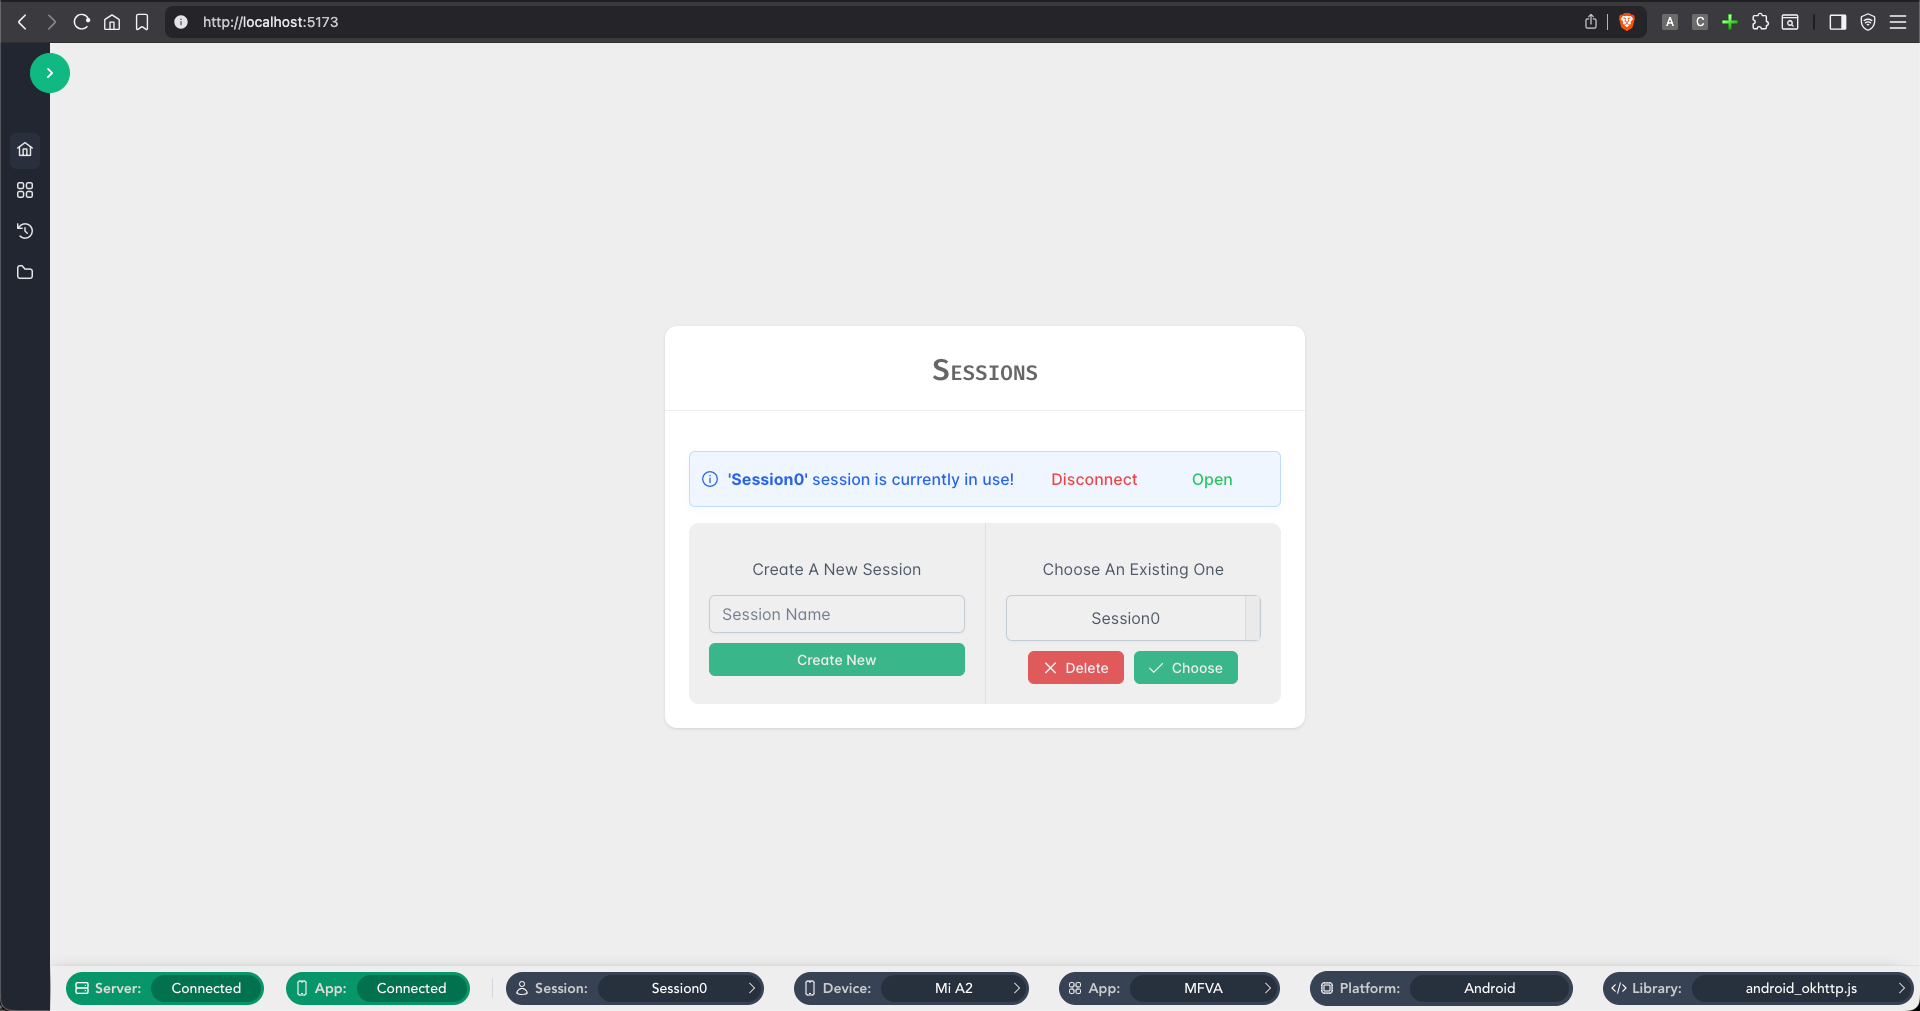 http://localhost:5173
A
C
Sessions
'Session0' session is currently in use! Disconnect Open
Create A New Session
Session Name
Create New
Choose An Existing One
Session0
Delete Choose
Server: Connected App: Connected Session: Session0 Device: Mi A2 App: MFVA Platform: Android Library: android_okhttp.js